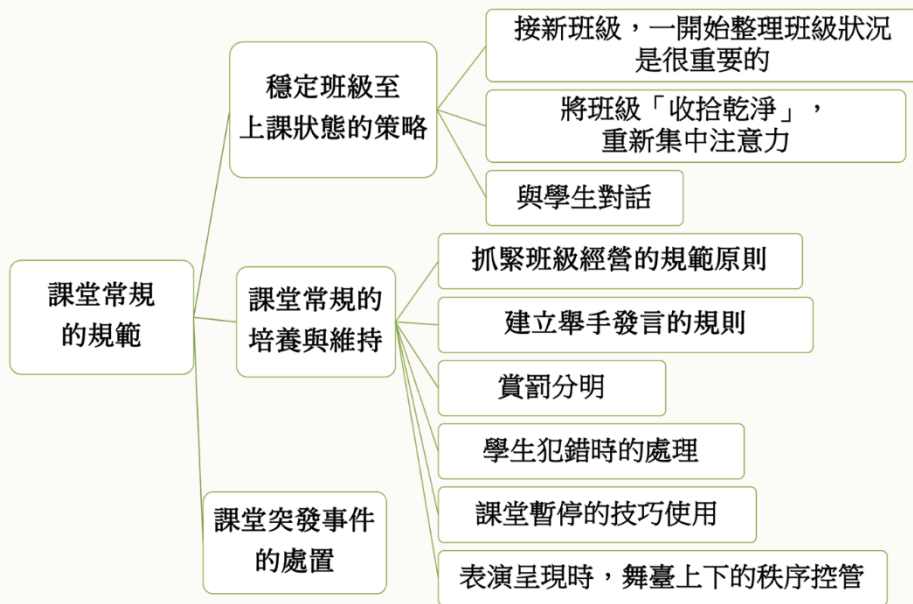 課堂常規
的規範
穩定班級至
上課狀態的策略
接新班級，一開始整理班級狀況
是很重要的
將班級「收拾乾淨」，
重新集中注意力
與學生對話
課堂常規的
培養與維持
抓緊班級經營的規範原則
建立舉手發言的規則
賞罰分明
學生犯錯時的處理
課堂暫停的技巧使用
表演呈現時，舞臺上下的秩序控管
課堂突發事件
的處置